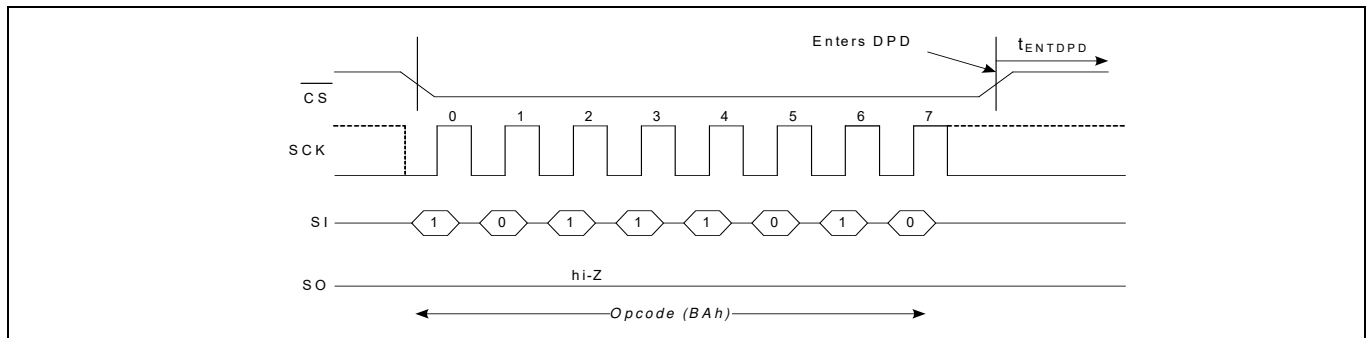 Enters DPD
tENTDPD
CS
0 1 2 3 4 5 6 7
SCK
SI 1 0 1 1 1 0 1 0
hi-Z
SO
Opcode (BAh)